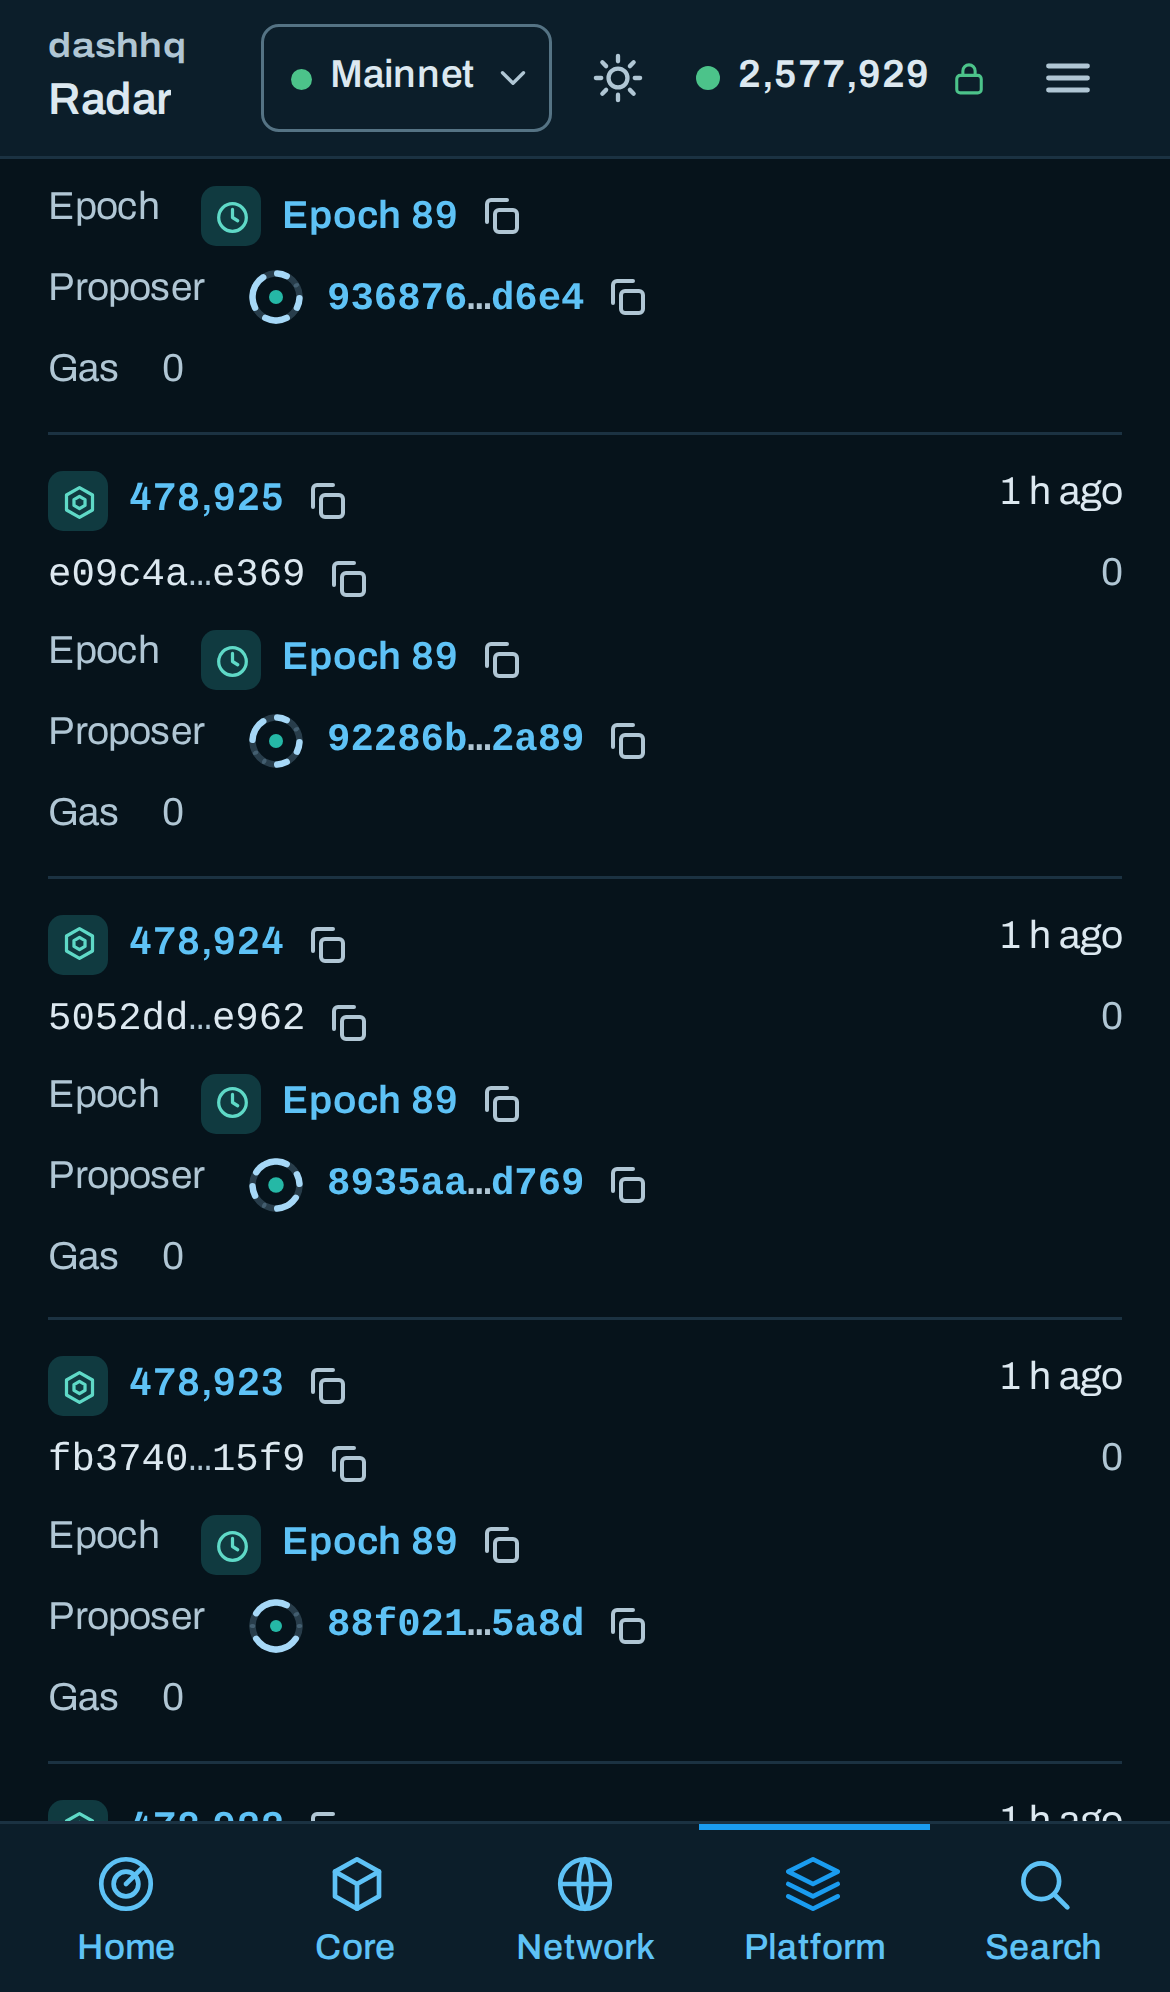 dashhq
Radar
Mainnet
2,577,929
Epoch Epoch 89
Proposer 936876…d6e4
Gas 0
478,925 1 h ago
e09c4a…e369 0
Epoch Epoch 89
Proposer 92286b…2a89
Gas 0
478,924 1 h ago
5052dd…e962 0
Epoch Epoch 89
Proposer 8935aa…d769
Gas 0
478,923 1 h ago
fb3740…15f9 0
Epoch Epoch 89
Proposer 88f021…5a8d
Gas 0
1 h ago
Home Core Network Platform Search